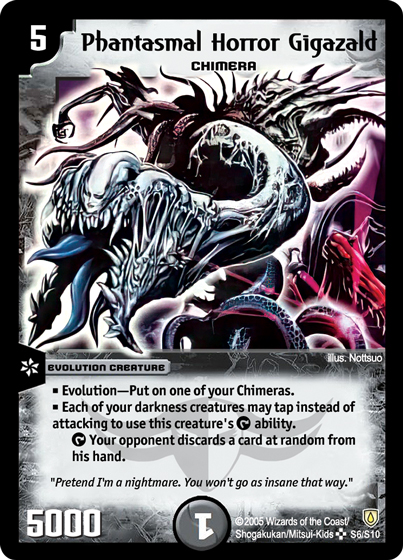 5
Phantasmal Horror Gigazald
CHIMERA
illus. Nottsuo
EVOLUTION CREATURE
▪ Evolution—Put on one of your Chimeras.
▪ Each of your darkness creatures may tap instead of
attacking to use this creature's ability.
Your opponent discards a card at random from
his hand.
"Pretend I'm a nightmare. You won't go as insane that way."
5000
1
©2005 Wizards of the Coast/
Shogakukan/Mitsui-Kids S6/S10